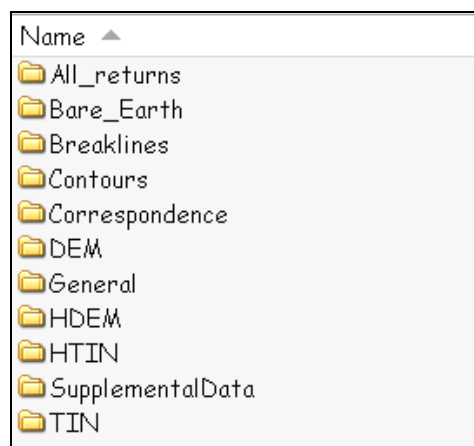 Name
All_returns
Bare_Earth
Breaklines
Contours
Correspondence
DEM
General
HDEM
HTIN
SupplementalData
TIN